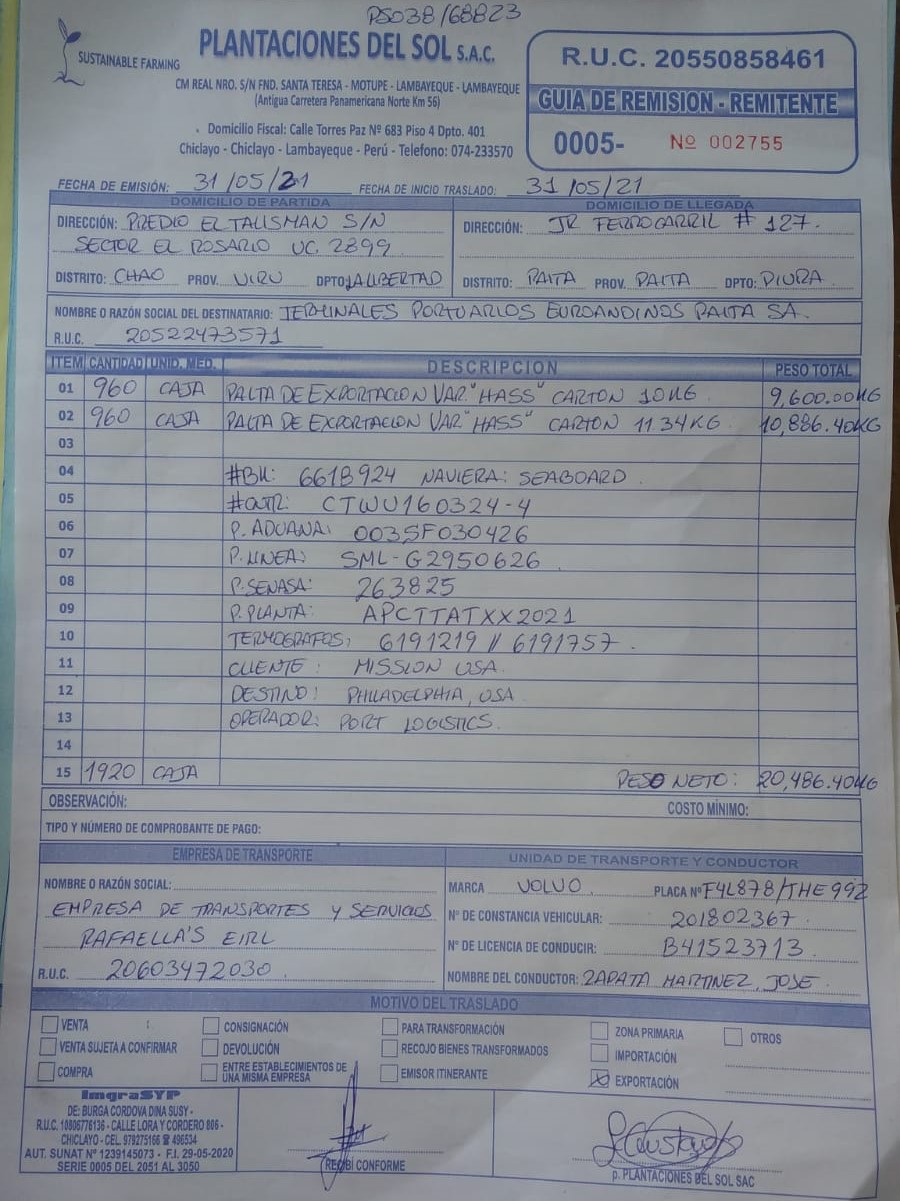 PS038/68823
SUSTAINABLE FARMING
PLANTACIONES DEL SOL S.A.C.
CM REAL NRO. S/N FND. SANTA TERESA - MOTUPE - LAMBAYEQUE - LAMBAYEQUE
(Antigua Carretera Panamericana Norte Km 56)
Domicilio Fiscal: Calle Torres Paz Nº 683 Piso 4 Dpto. 401
Chiclayo - Chiclayo - Lambayeque - Perú - Telefono: 074-233570
R.U.C. 20550858461
GUIA DE REMISION - REMITENTE
0005- Nº 002755
FECHA DE EMISIÓN: 31/05/21 FECHA DE INICIO TRASLADO: 31/05/21
DOMICILIO DE PARTIDA
DIRECCIÓN: PREDIO EL TALISMAN S/N
SECTOR EL ROSARIO UC. 2899
DISTRITO: CHAO PROV. VIRU DPTO: LA LIBERTAD
DOMICILIO DE LLEGADA
DIRECCIÓN: JR FERROCARRIL # 127.
DISTRITO: PAITA PROV. PAITA DPTO: PIURA
NOMBRE O RAZÓN SOCIAL DEL DESTINATARIO: TERMINALES PORTUARIOS EUROANDINOS PAITA SA.
R.U.C. 20522473571
ITEM CANTIDAD UNID. MED. DESCRIPCION PESO TOTAL
01 960 CAJA PALTA DE EXPORTACION VAR. "HASS" CARTON 10KG 9,600.00KG
02 960 CAJA PALTA DE EXPORTACION VAR "HASS" CARTON 11.34KG. 10,886.40KG
03
04 #BK: 6618924 NAVIERA: SEABOARD
05 #CNTR: CTWU160324-4
06 P. ADUANA: 003SF030426
07 P. LINEA: SML-G2950626
08 P. SENASA: 263825
09 P. PLANTA: APCTTATXX2021
10 TERMOGRAFOS: 6191219 // 6191757.
11 CLIENTE: MISSION USA.
12 DESTINO: PHILADELPHIA, USA
13 OPERADOR: PORT LOGISTICS.
14
15 1920 CAJA PESO NETO: 20,486.40KG
OBSERVACIÓN: COSTO MÍNIMO:
TIPO Y NÚMERO DE COMPROBANTE DE PAGO:
EMPRESA DE TRANSPORTE
NOMBRE O RAZÓN SOCIAL:
EMPRESA DE TRANSPORTES Y SERVICIOS
RAFAELLA'S EIRL
R.U.C. 20603472030
UNIDAD DE TRANSPORTE Y CONDUCTOR
MARCA VOLVO PLACA Nº F4L878/THE992
Nº DE CONSTANCIA VEHICULAR: 201802367
Nº DE LICENCIA DE CONDUCIR: B41523713
NOMBRE DEL CONDUCTOR: ZAPATA MARTINEZ, JOSE
MOTIVO DEL TRASLADO
VENTA CONSIGNACIÓN PARA TRANSFORMACIÓN ZONA PRIMARIA OTROS
VENTA SUJETA A CONFIRMAR DEVOLUCIÓN RECOJO BIENES TRANSFORMADOS IMPORTACIÓN
COMPRA ENTRE ESTABLECIMIENTOS DE EMISOR ITINERANTE EXPORTACIÓN
UNA MISMA EMPRESA
ImgraSYP
DE: BURGA CORDOVA DINA SUSY -
R.U.C. 10806776136 - CALLE LORA Y CORDERO 806 -
CHICLAYO - CEL. 979275166 ☎ 496534
AUT. SUNAT Nº 1239145073 - F.I. 29-05-2020
SERIE 0005 DEL 2051 AL 3050
RECIBÍ CONFORME
p. PLANTACIONES DEL SOL SAC